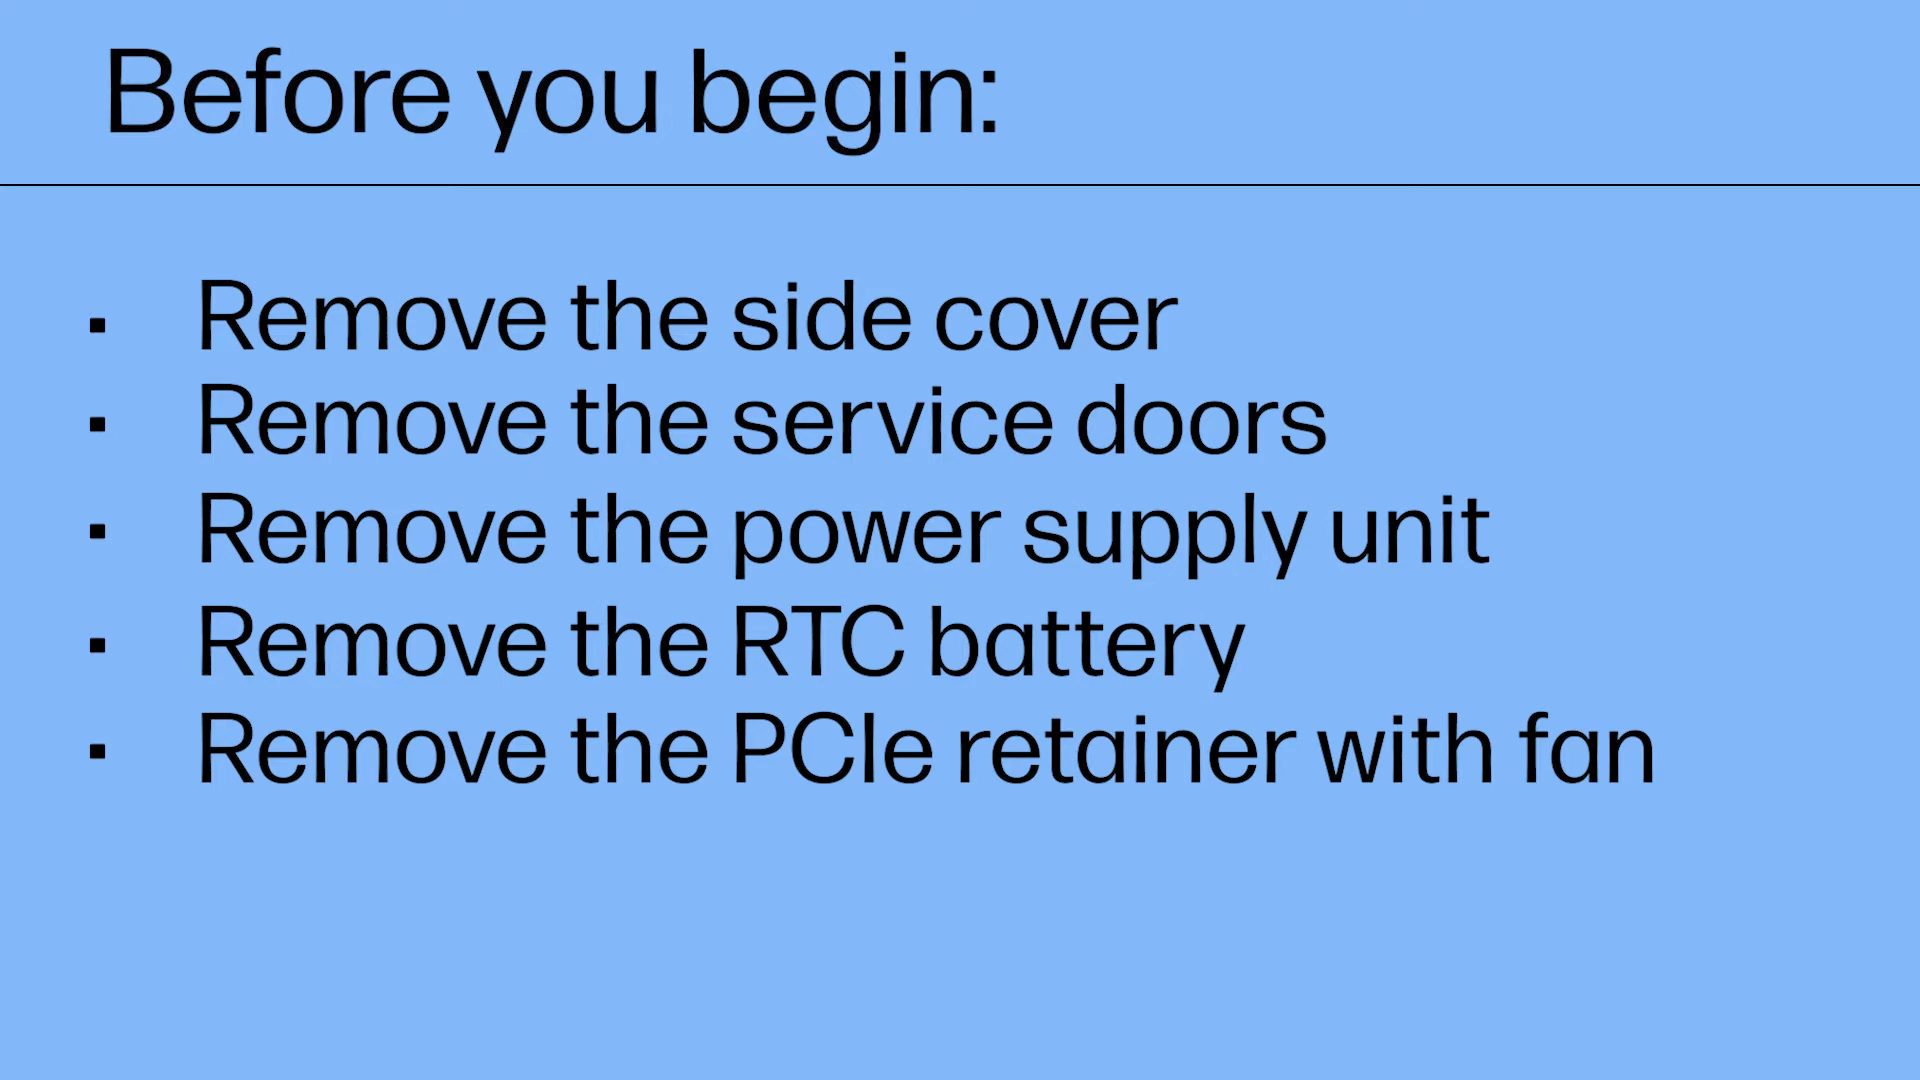 Before you begin:
▪ Remove the side cover
▪ Remove the service doors
▪ Remove the power supply unit
▪ Remove the RTC battery
▪ Remove the PCIe retainer with fan